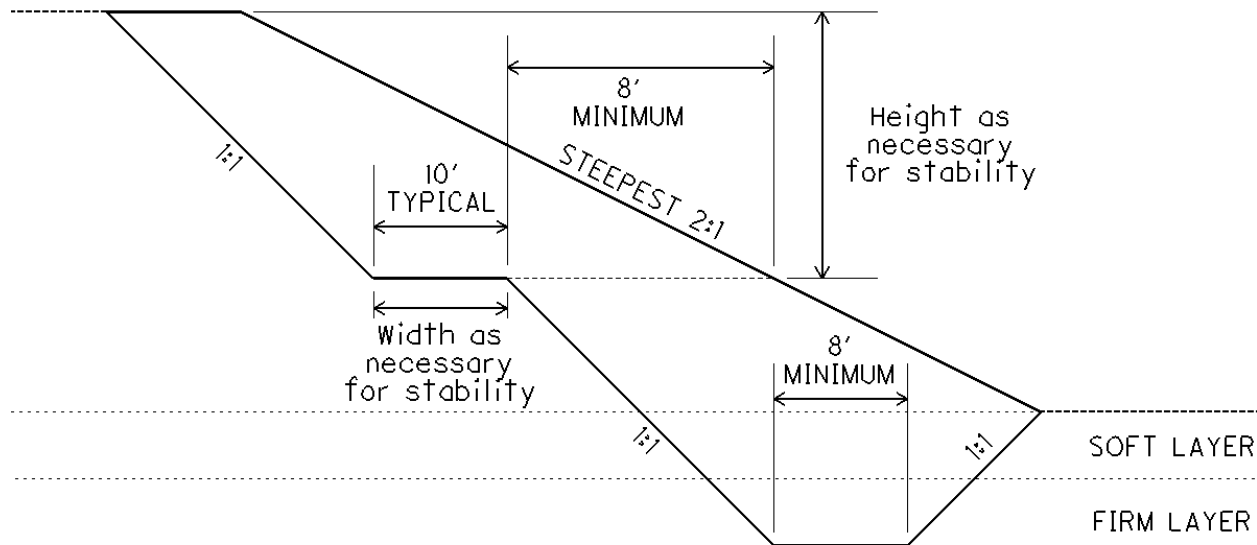 8'
MINIMUM
Height as
necessary
for stability
1:1
STEEPEST 2:1
10'
TYPICAL
Width as
necessary
for stability
8'
MINIMUM
1:1
1:1
SOFT LAYER
FIRM LAYER